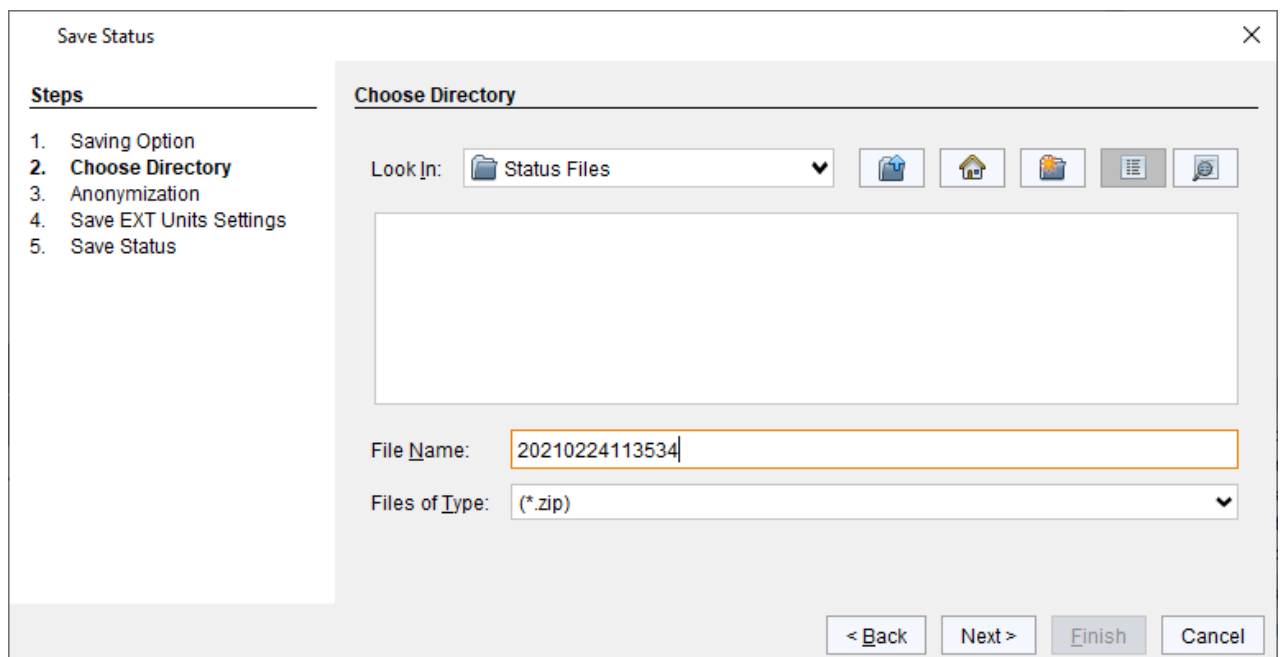 Save Status
Steps
1. Saving Option
2. Choose Directory
3. Anonymization
4. Save EXT Units Settings
5. Save Status
Choose Directory
Look In: Status Files
File Name: 20210224113534
Files of Type: (*.zip)
< Back Next > Finish Cancel